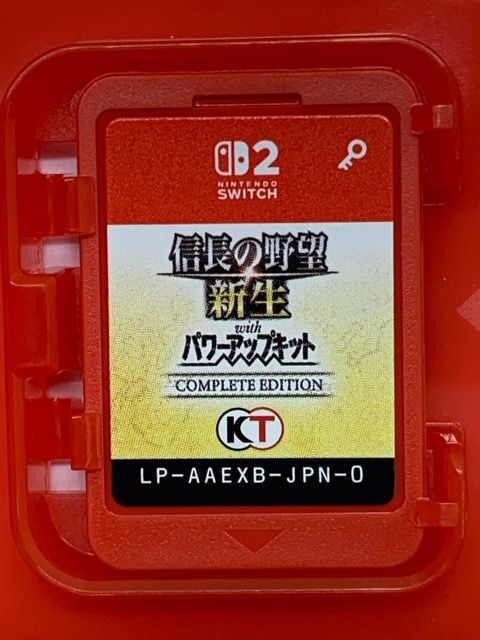 2
NINTENDO
SWITCH
信長の野望
新生
with
パワーアップキット
COMPLETE EDITION
KT
LP-AAEXB-JPN-0